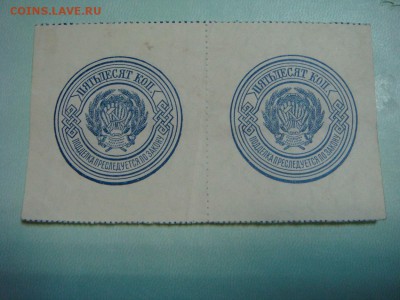 COINS.LAVE.RU
ПЯТЬДЕСЯТ КОП.
ПОДДЕЛКА ПРЕСЛЕДУЕТСЯ ПО ЗАКОНУ
ПЯТЬДЕСЯТ КОП.
ПОДДЕЛКА ПРЕСЛЕДУЕТСЯ ПО ЗАКОНУ